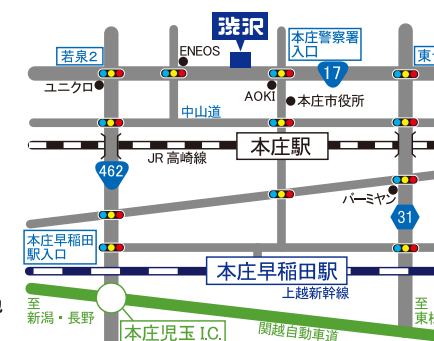 渋沢
若泉2
ENEOS
本庄警察署
入口
東
ユニクロ
AOKI
17
本庄市役所
中山道
本庄駅
JR高崎線
462
バーミヤン
31
本庄早稲田
駅入口
本庄早稲田駅
上越新幹線
至
新潟・長野
本庄児玉I.C.
関越自動車道
至
東